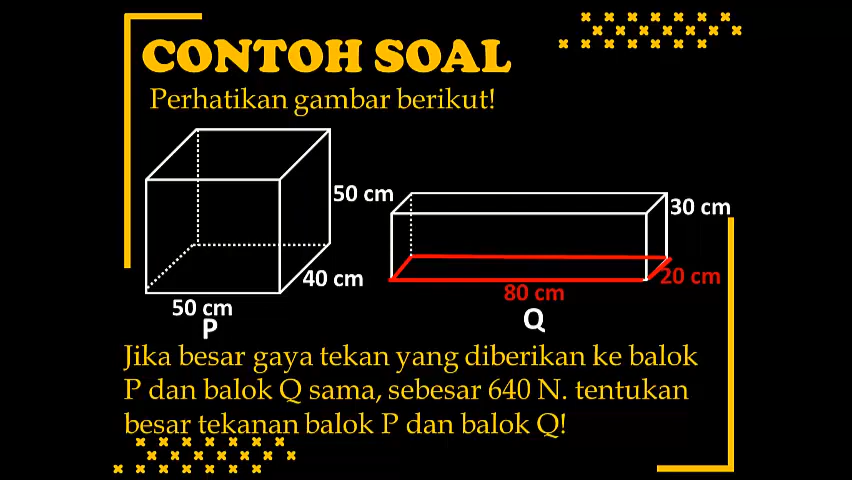 CONTOH SOAL
Perhatikan gambar berikut!
50 cm
40 cm
50 cm
P
30 cm
20 cm
80 cm
Q
Jika besar gaya tekan yang diberikan ke balok
P dan balok Q sama, sebesar 640 N. tentukan
besar tekanan balok P dan balok Q!